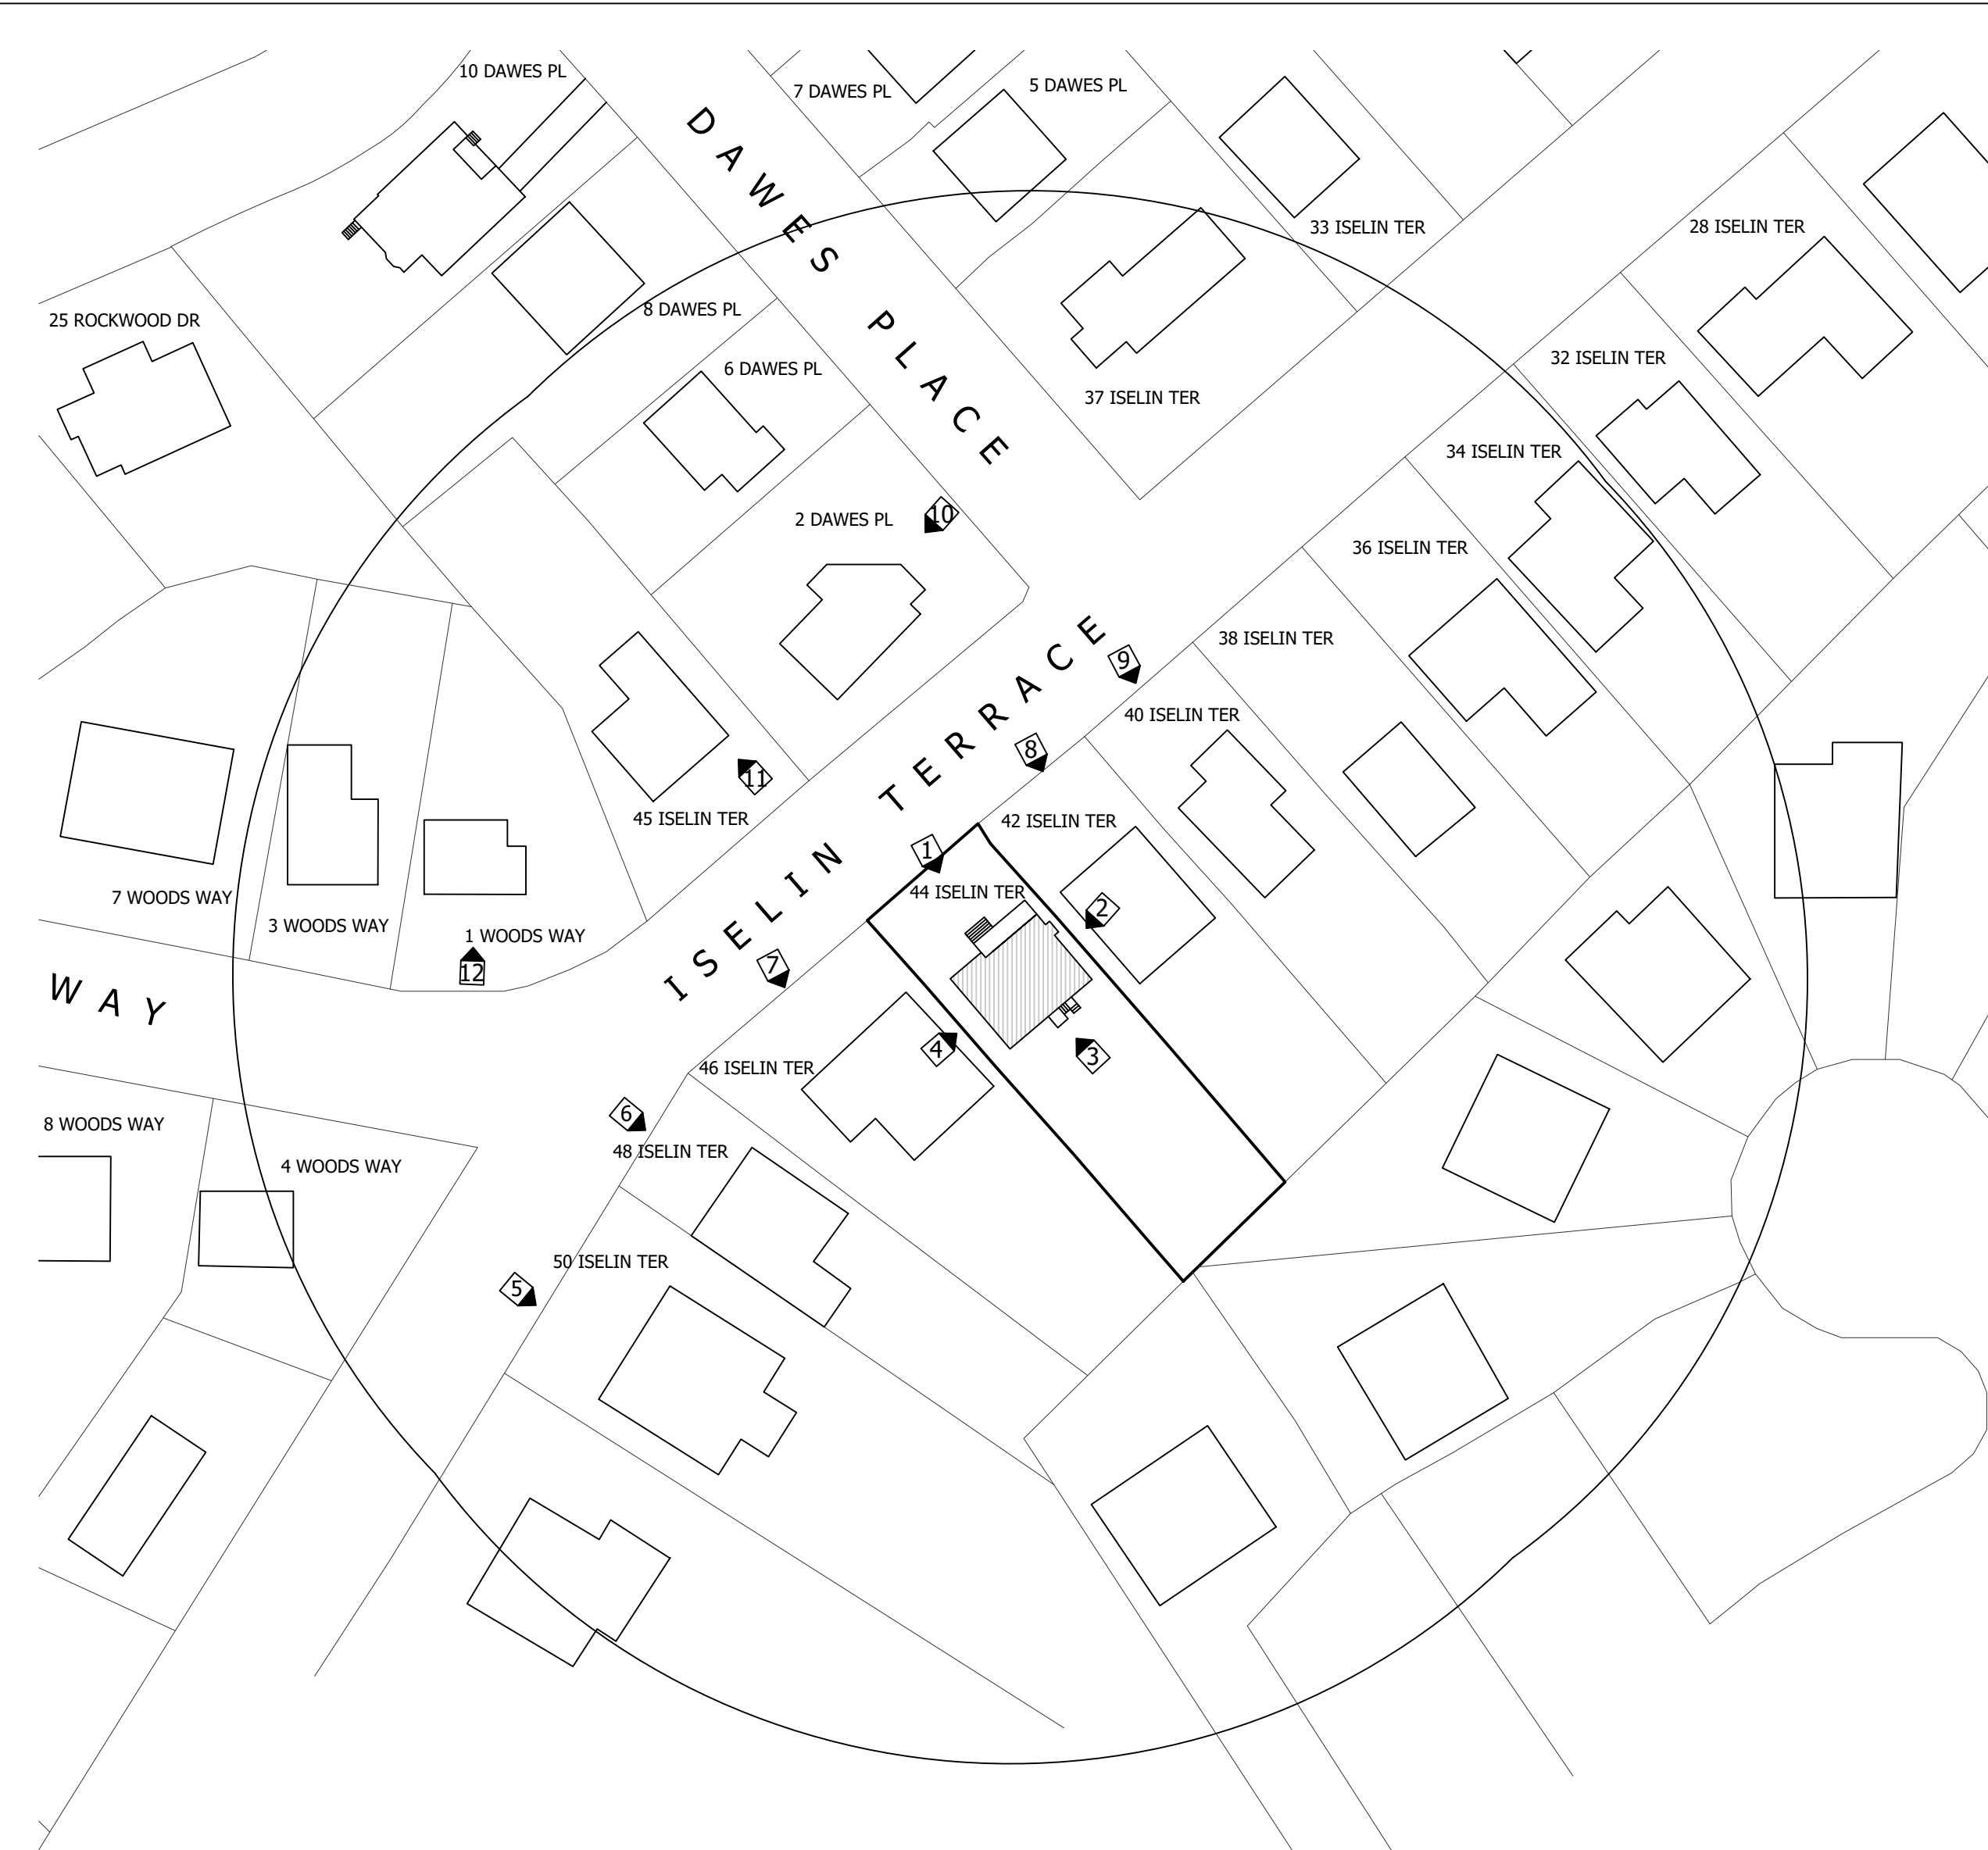 10 DAWES PL
7 DAWES PL
5 DAWES PL
DAWES PLACE
33 ISELIN TER
28 ISELIN TER
25 ROCKWOOD DR
8 DAWES PL
6 DAWES PL
32 ISELIN TER
37 ISELIN TER
34 ISELIN TER
2 DAWES PL
10
36 ISELIN TER
38 ISELIN TER
9
40 ISELIN TER
8
11
45 ISELIN TER
ISELIN TERRACE
42 ISELIN TER
1
44 ISELIN TER
2
7 WOODS WAY
3 WOODS WAY
1 WOODS WAY
12
7
WAY
4
3
46 ISELIN TER
6
8 WOODS WAY
48 ISELIN TER
4 WOODS WAY
50 ISELIN TER
5